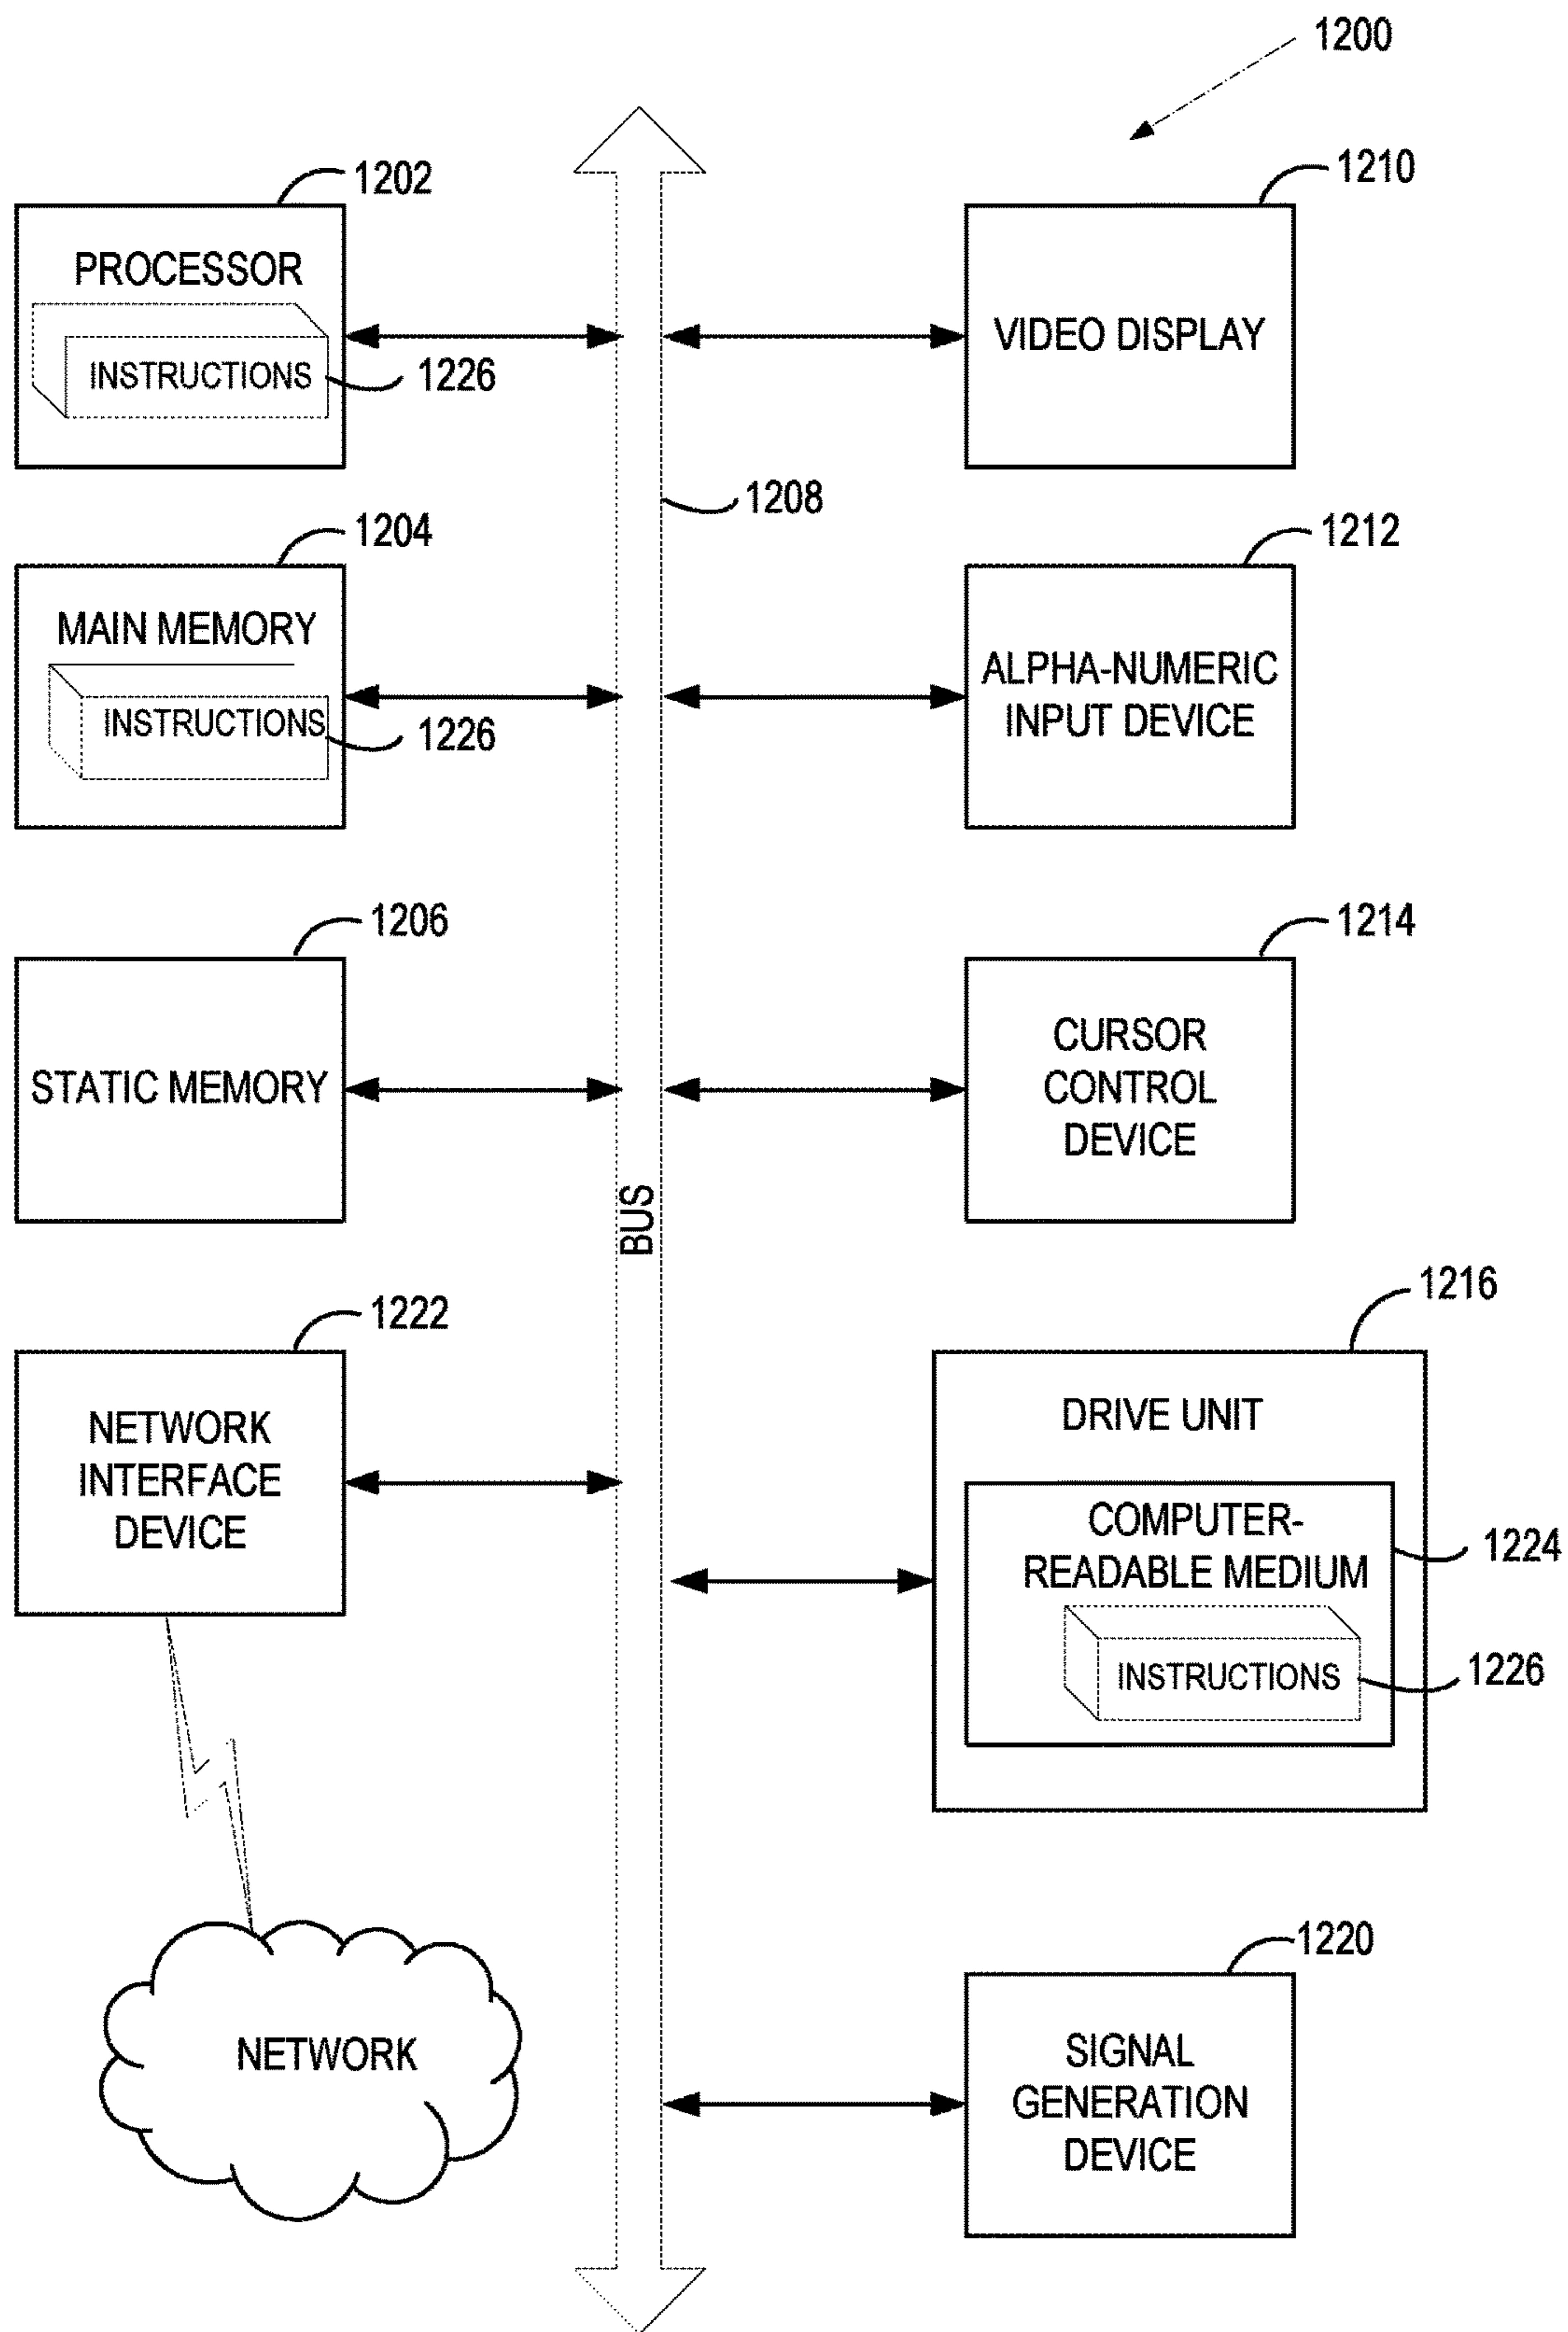 1200
1202
PROCESSOR
INSTRUCTIONS
1226
1210
VIDEO DISPLAY
1208
1204
MAIN MEMORY
INSTRUCTIONS
1226
1212
ALPHA-NUMERIC
INPUT DEVICE
1206
STATIC MEMORY
1214
CURSOR
CONTROL
DEVICE
BUS
1222
NETWORK
INTERFACE
DEVICE
1216
DRIVE UNIT
COMPUTER-
READABLE MEDIUM
1224
INSTRUCTIONS
1226
NETWORK
1220
SIGNAL
GENERATION
DEVICE